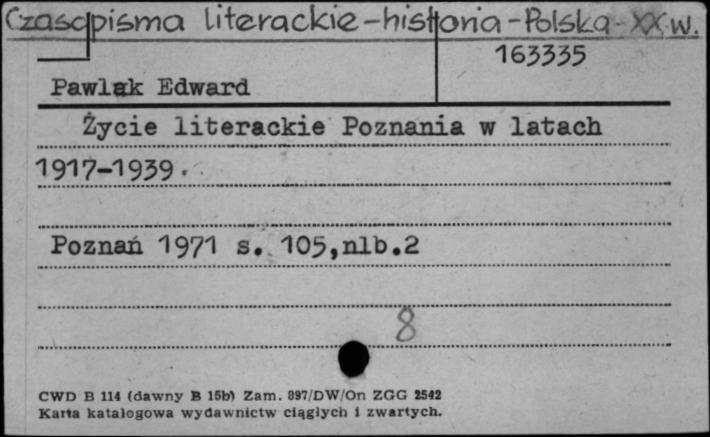 Czasopisma literackie-historia-Polska-XX w.
163335
Pawlak Edward
Życie literackie Poznania w latach
1917-1939.
Poznań 1971 s. 105,nlb.2
8
CWD B 114 (dawny B 15b) Zam. 897/DW/On ZGG 2542
Karta katalogowa wydawnictw ciągłych i zwartych.